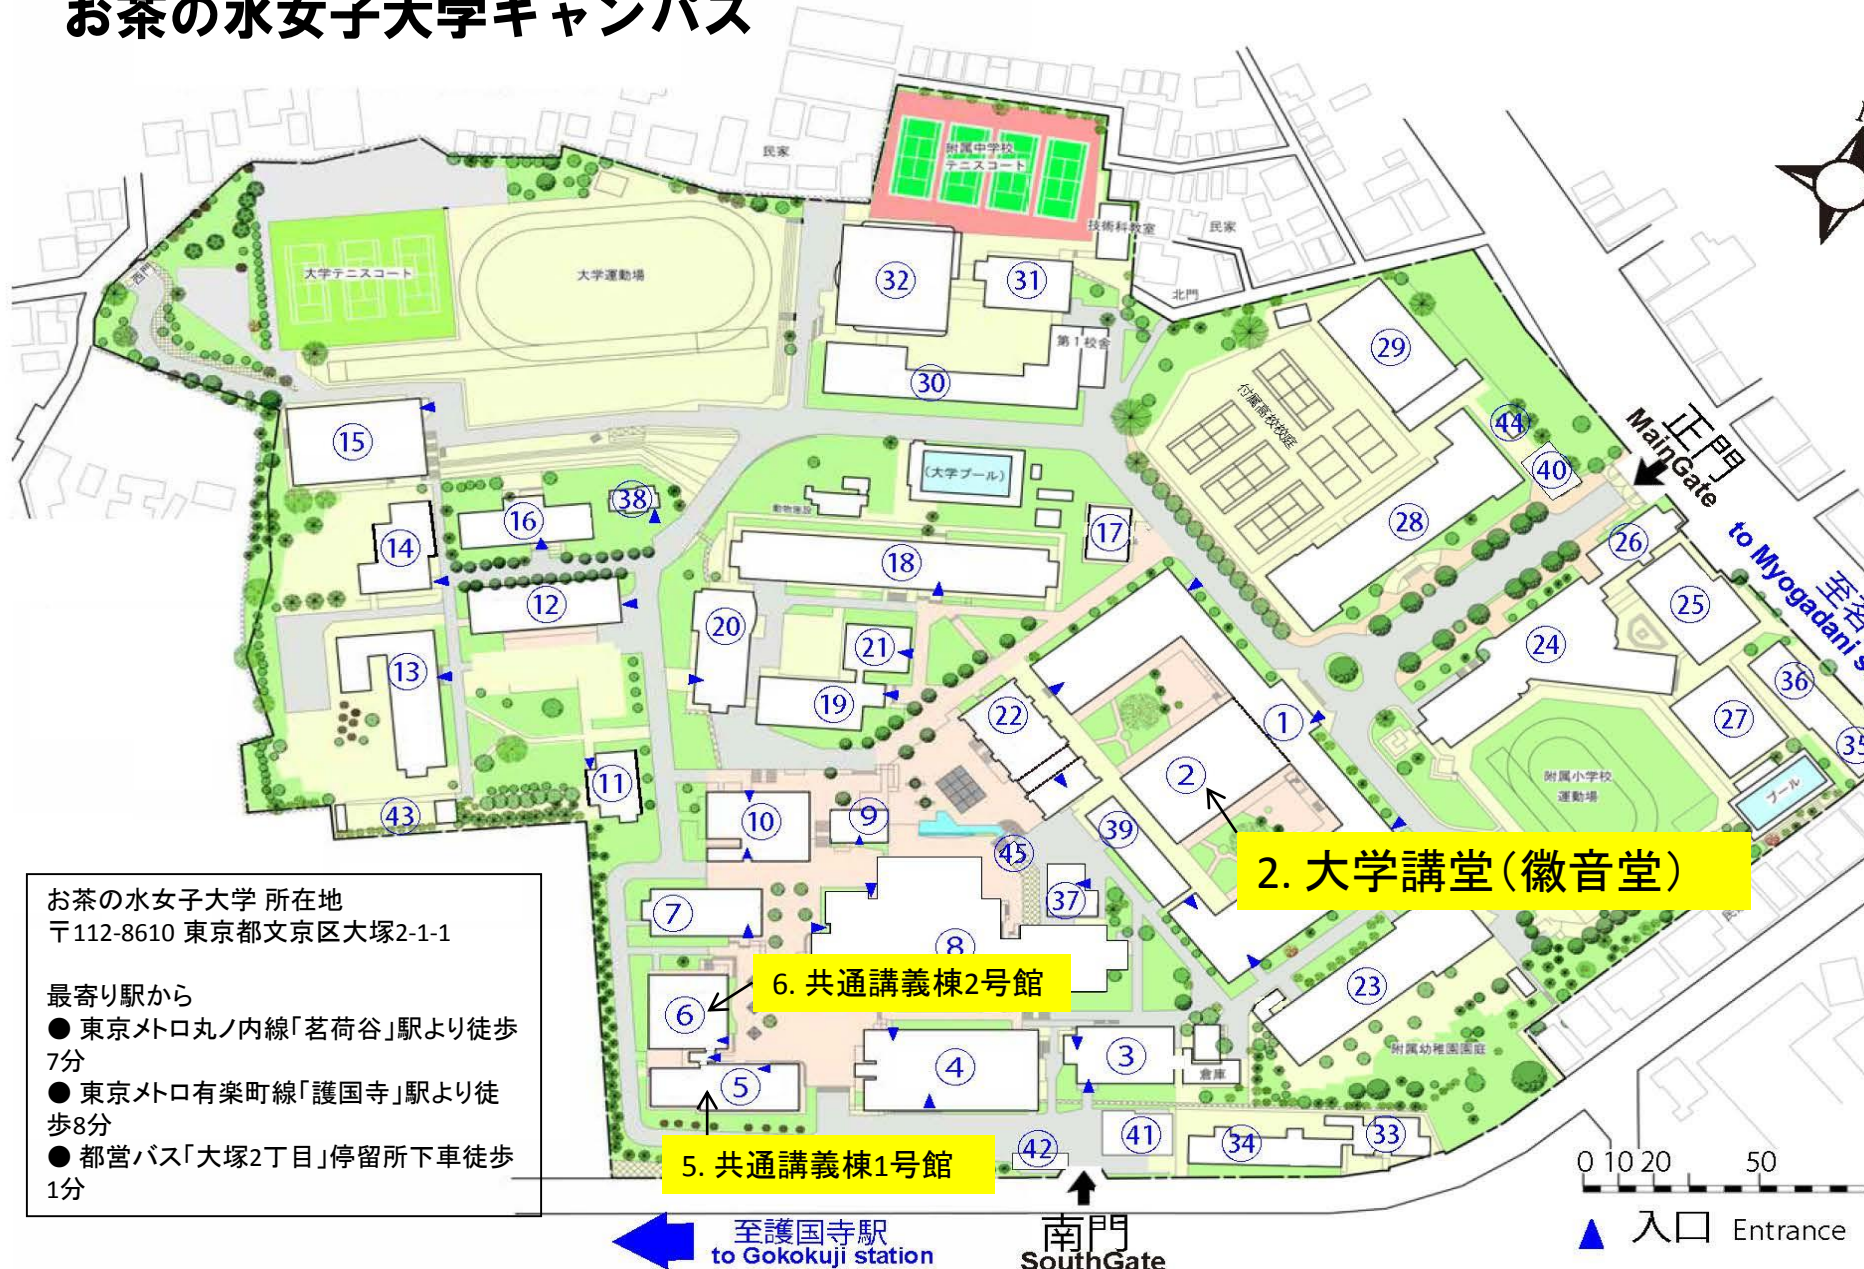 お茶の水女子大学キャンパス
民家
附属中学校
テニスコート
技術科教室
民家
北門
西門
大学テニスコート
大学運動場
32
31
第1校舎
30
29
付属高校校庭
44
40
正門
MainGate
15
16
38
14
12
13
(大学プール)
動物施設
17
18
28
26
25
to Myogadani s
至茗
20
21
19
22
1
2
24
36
27
35
附属小学校
運動場
プール
11
43
10
9
45
39
37
2. 大学講堂(徽音堂)
7
8
6. 共通講義棟2号館
6
5
4
3
23
倉庫
附属幼稚園園庭
41
42
34
33
5. 共通講義棟1号館
お茶の水女子大学 所在地
〒112-8610 東京都文京区大塚2-1-1
最寄り駅から
● 東京メトロ丸ノ内線「茗荷谷」駅より徒歩
7分
● 東京メトロ有楽町線「護国寺」駅より徒
歩8分
● 都営バス「大塚2丁目」停留所下車徒歩
1分
至護国寺駅
to Gokokuji station
南門
SouthGate
0 10 20 50
入口 Entrance